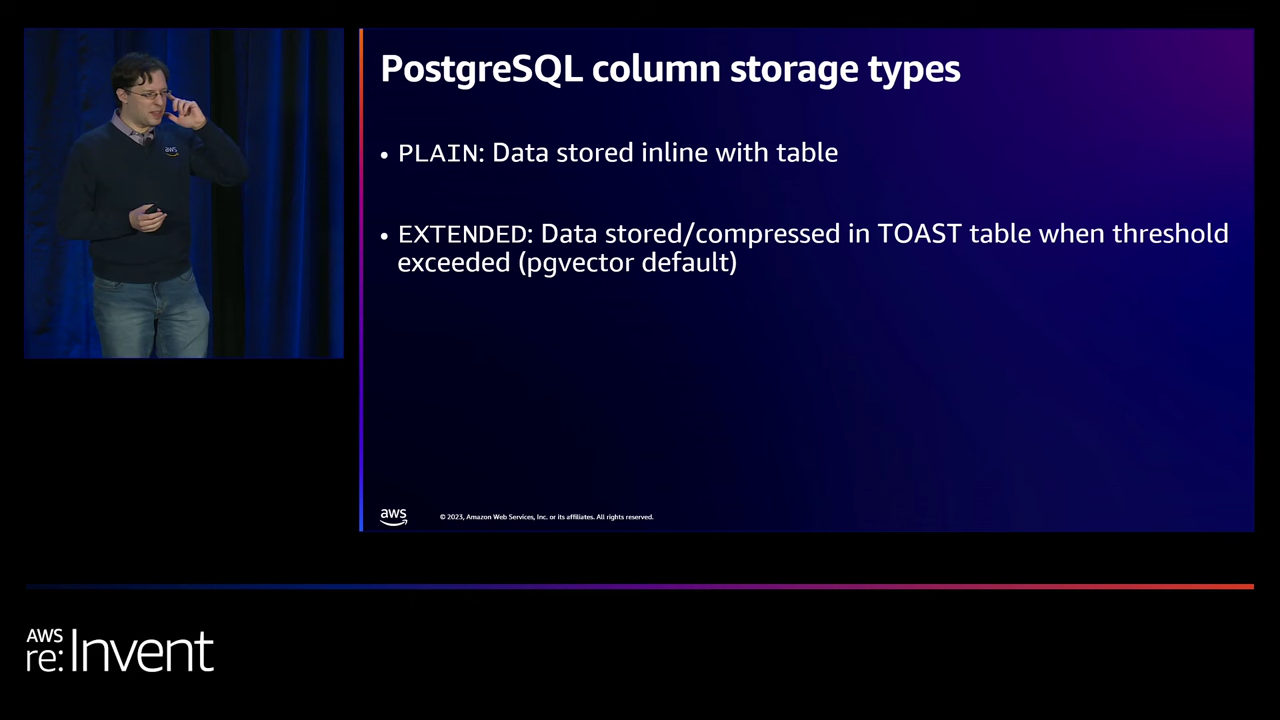 PostgreSQL column storage types
• PLAIN: Data stored inline with table
• EXTENDED: Data stored/compressed in TOAST table when threshold
exceeded (pgvector default)
aws
© 2023, Amazon Web Services, Inc. or its affiliates. All rights reserved.
aws
AWS
re:Invent